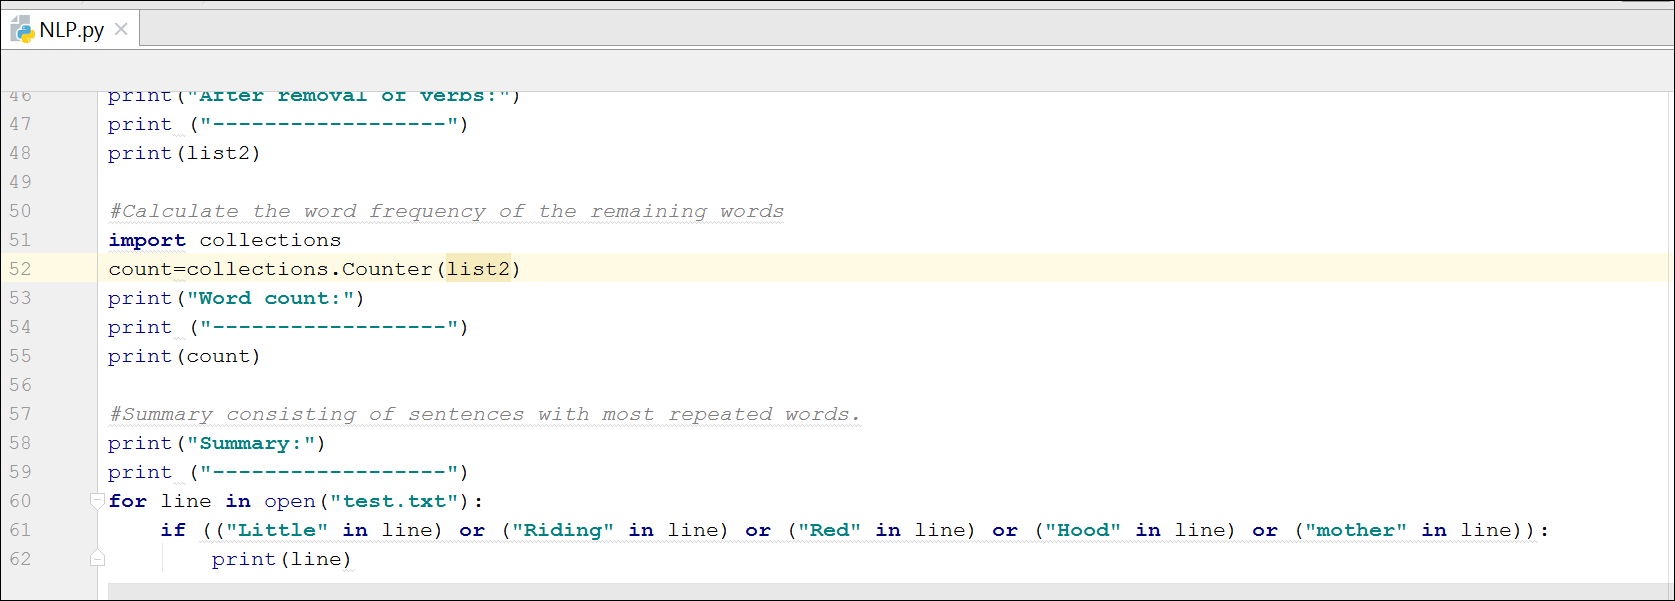 NLP.py
46 print("After removal of verbs:")
47 print ("------------------")
48 print(list2)
49
50 #Calculate the word frequency of the remaining words
51 import collections
52 count=collections.Counter(list2)
53 print("Word count:")
54 print ("------------------")
55 print(count)
56
57 #Summary consisting of sentences with most repeated words.
58 print("Summary:")
59 print ("------------------")
60 for line in open("test.txt"):
61     if (("Little" in line) or ("Riding" in line) or ("Red" in line) or ("Hood" in line) or ("mother" in line)):
62         print(line)